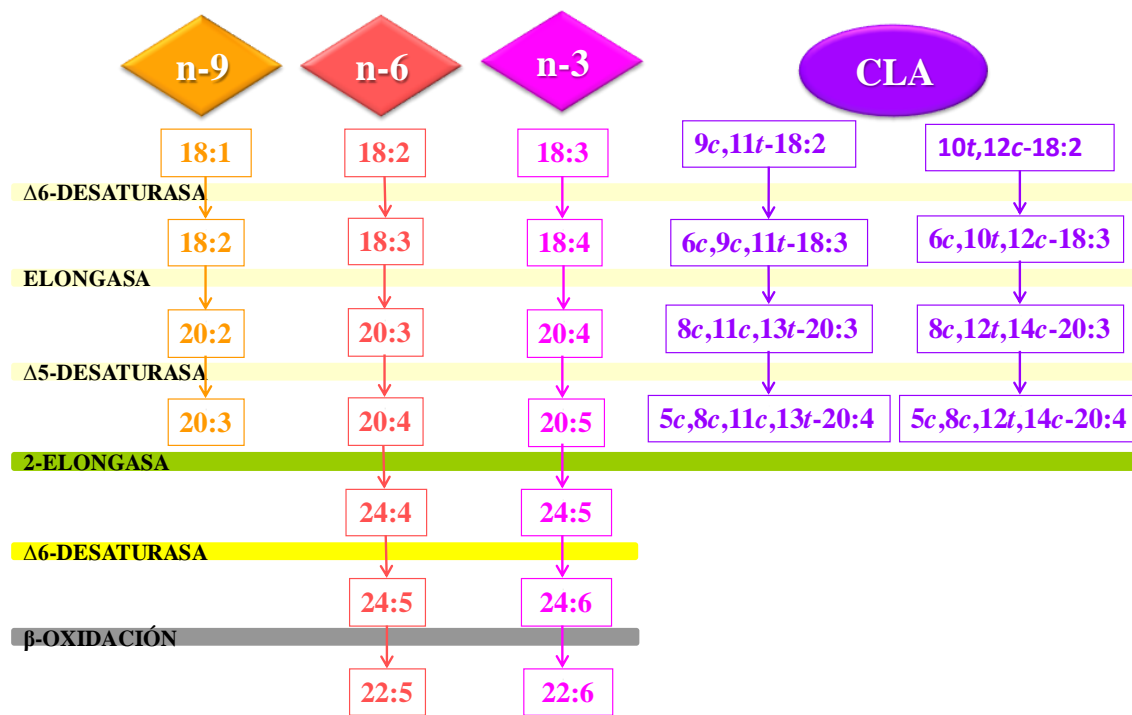 n-9 n-6 n-3 CLA
18:1 18:2 18:3 9c,11t-18:2 10t,12c-18:2
Δ6-DESATURASA
18:2 18:3 18:4 6c,9c,11t-18:3 6c,10t,12c-18:3
ELONGASA
20:2 20:3 20:4 8c,11c,13t-20:3 8c,12t,14c-20:3
Δ5-DESATURASA
20:3 20:4 20:5 5c,8c,11c,13t-20:4 5c,8c,12t,14c-20:4
2-ELONGASA
24:4 24:5
Δ6-DESATURASA
24:5 24:6
β-OXIDACIÓN
22:5 22:6